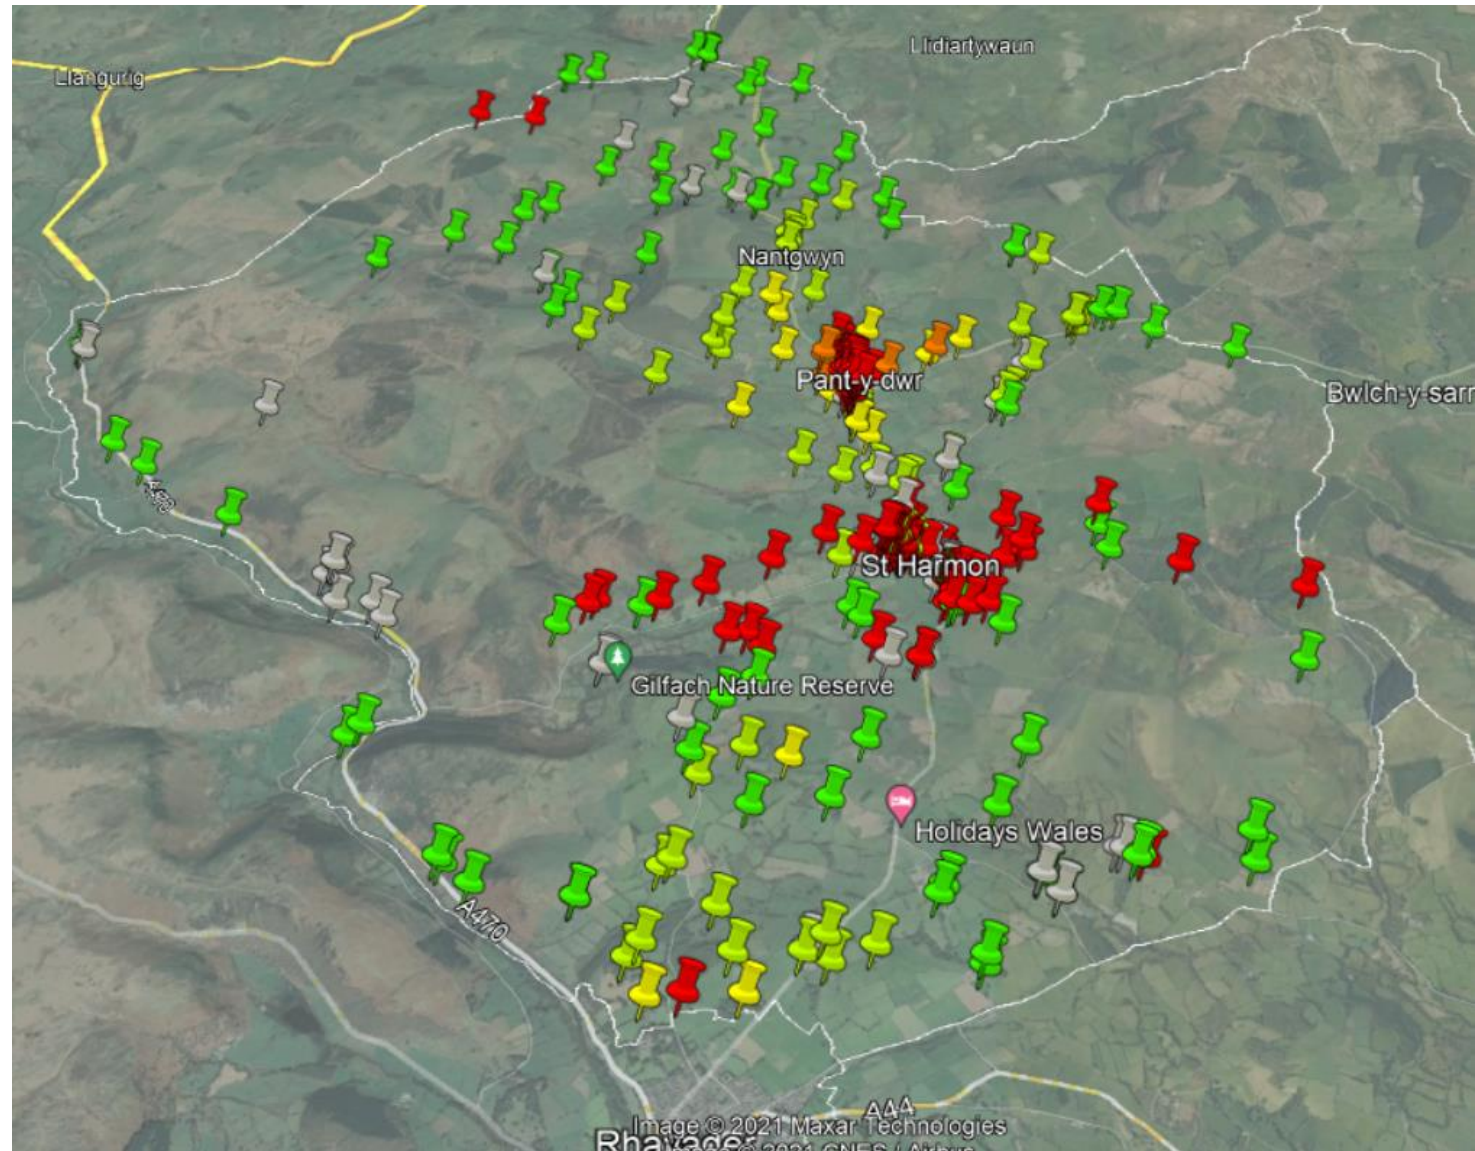 Llidiartywaun
Llangurig
Nantgwyn
Pant-y-dwr
Bwlch-y-sarn
St Harmon
Gilfach Nature Reserve
Holidays Wales
A470
A44
Image © 2021 Maxar Technologies
Rhayader